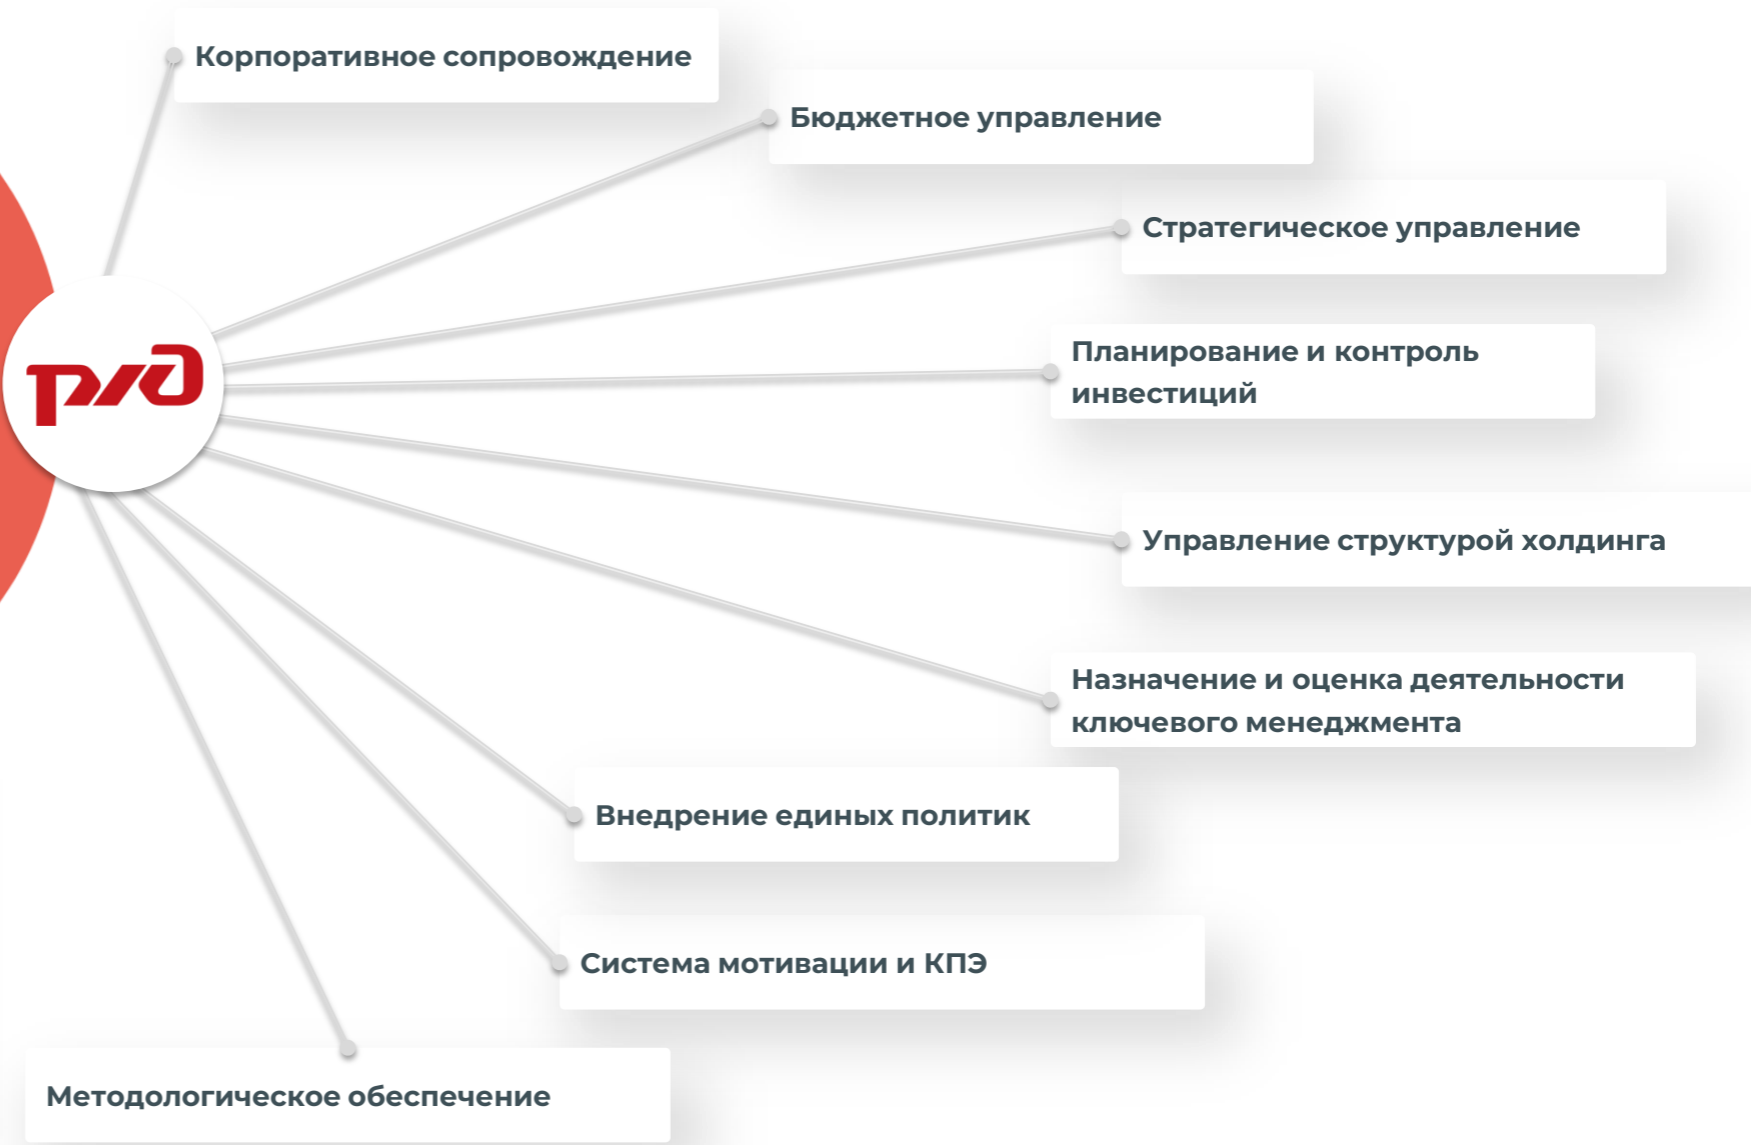 Корпоративное сопровождение
Бюджетное управление
Стратегическое управление
ржд
Планирование и контроль
инвестиций
Управление структурой холдинга
Назначение и оценка деятельности
ключевого менеджмента
Внедрение единых политик
Система мотивации и КПЭ
Методологическое обеспечение